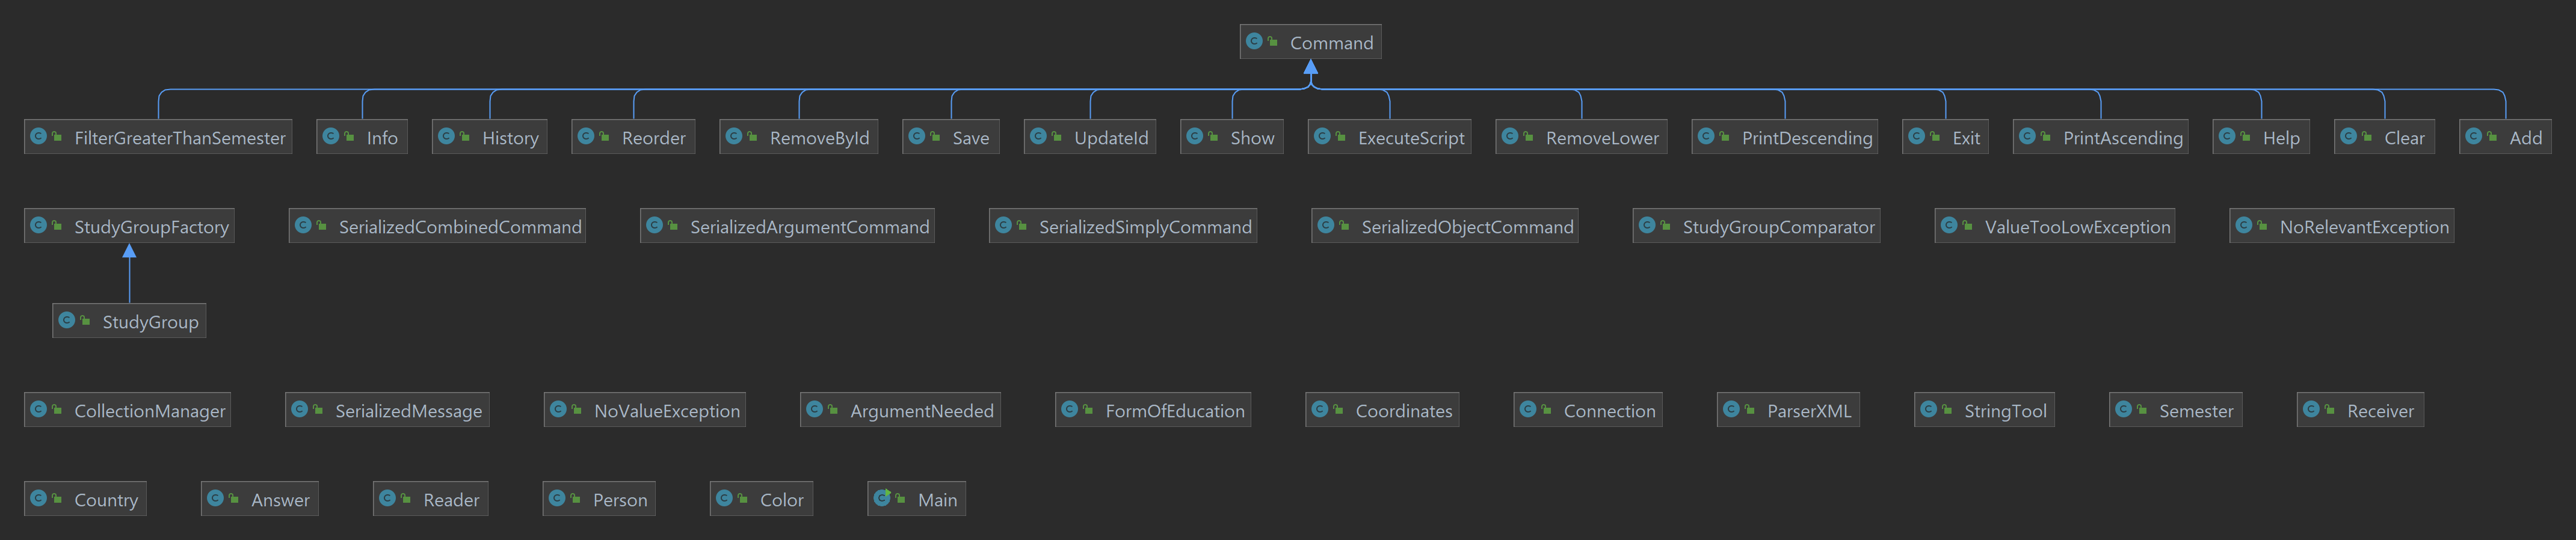 Command
FilterGreaterThanSemester Info History Reorder RemoveById Save UpdateId Show ExecuteScript RemoveLower PrintDescending Exit PrintAscending Help Clear Add
StudyGroupFactory SerializedCombinedCommand SerializedArgumentCommand SerializedSimplyCommand SerializedObjectCommand StudyGroupComparator ValueTooLowException NoRelevantException
StudyGroup
CollectionManager SerializedMessage NoValueException ArgumentNeeded FormOfEducation Coordinates Connection ParserXML StringTool Semester Receiver
Country Answer Reader Person Color Main